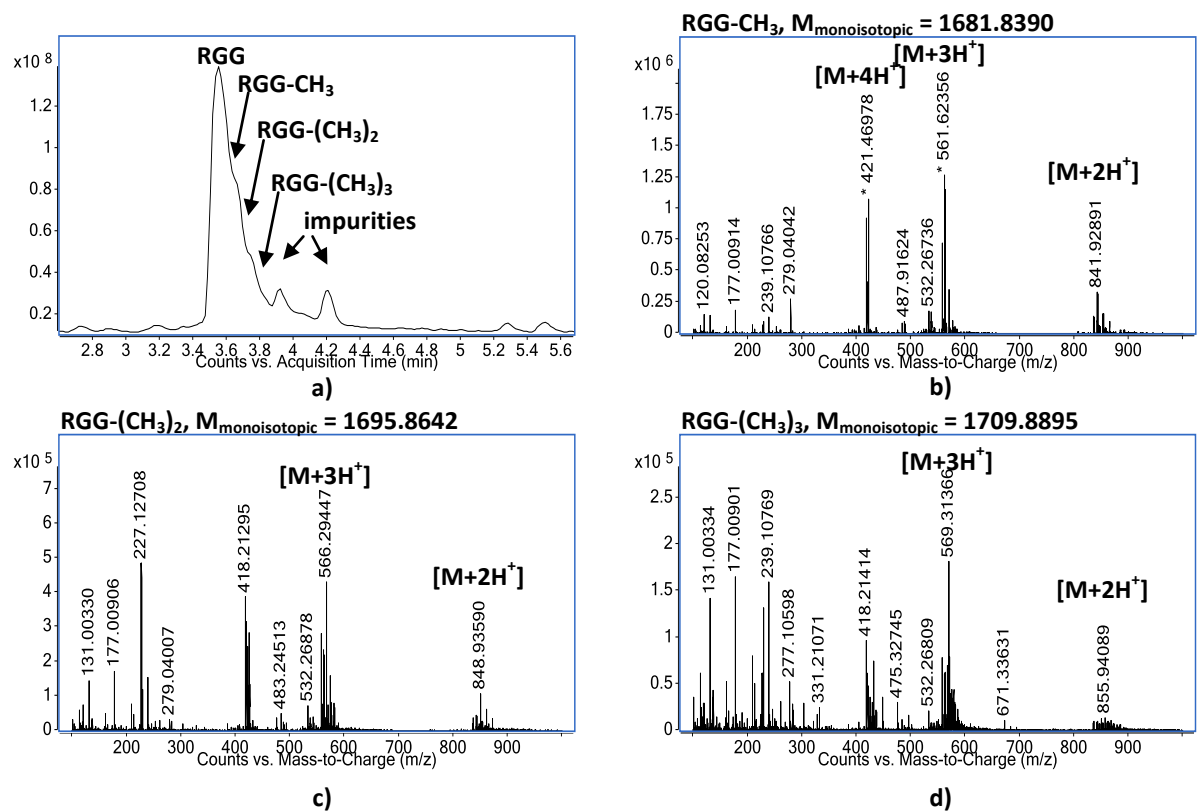 RGG
RGG-CH₃
RGG-(CH₃)₂
RGG-(CH₃)₃
impurities
x10 8
1.2
1
0.8
0.6
0.4
0.2
2.8 3 3.2 3.4 3.6 3.8 4 4.2 4.4 4.6 4.8 5 5.2 5.4 5.6
Counts vs. Acquisition Time (min)
a)
RGG-CH₃, Mmonoisotopic = 1681.8390
[M+3H⁺]
[M+4H⁺]
[M+2H⁺]
x10 6
1.75
1.5
1.25
1
0.75
0.5
0.25
0
120.08253
177.00914
239.10766
279.04042
* 421.46978
487.91624
532.26736
* 561.62356
841.92891
200 300 400 500 600 700 800 900
Counts vs. Mass-to-Charge (m/z)
b)
RGG-(CH₃)₂, Mmonoisotopic = 1695.8642
[M+3H⁺]
[M+2H⁺]
x10 5
7
6
5
4
3
2
1
0
131.00330
177.00906
227.12708
279.04007
418.21295
483.24513
532.26878
566.29447
848.93590
200 300 400 500 600 700 800 900
Counts vs. Mass-to-Charge (m/z)
c)
RGG-(CH₃)₃, Mmonoisotopic = 1709.8895
[M+3H⁺]
[M+2H⁺]
x10 5
2.5
2
1.5
1
0.5
0
131.00334
177.00901
239.10769
277.10598
331.21071
418.21414
475.32745
532.26809
569.31366
671.33631
855.94089
200 300 400 500 600 700 800 900
Counts vs. Mass-to-Charge (m/z)
d)